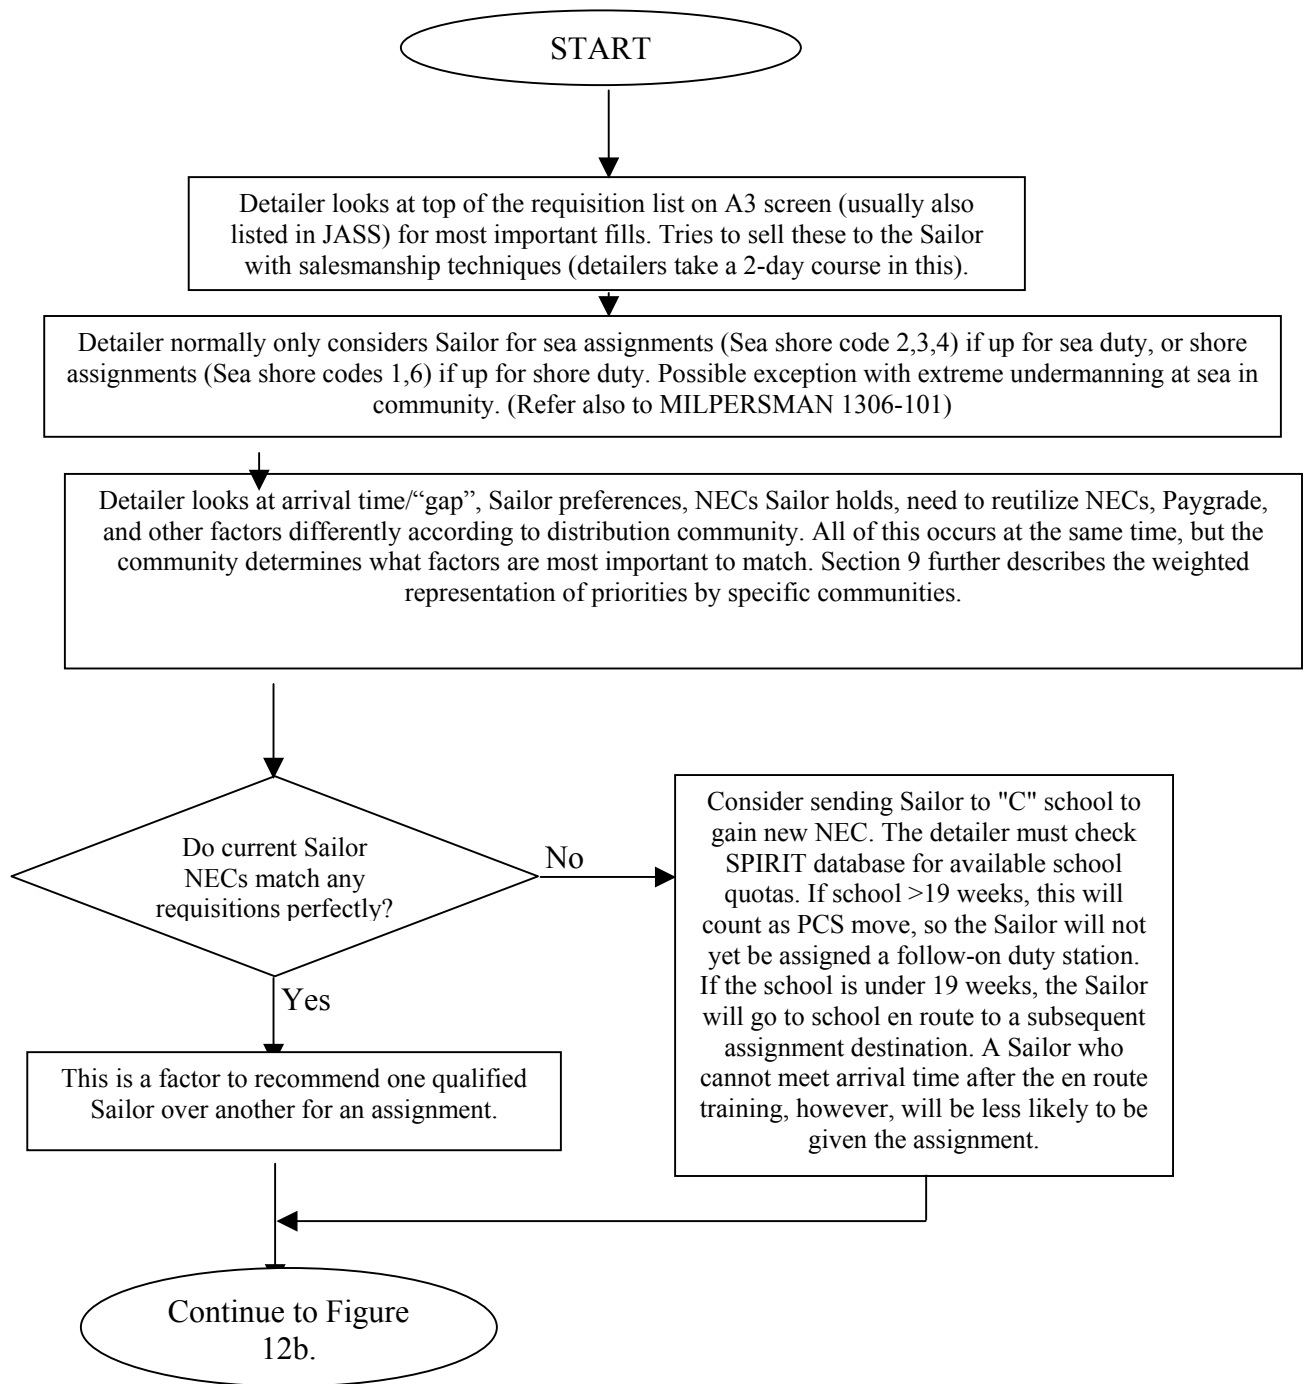 START
Detailer looks at top of the requisition list on A3 screen (usually also
listed in JASS) for most important fills. Tries to sell these to the Sailor
with salesmanship techniques (detailers take a 2-day course in this).
Detailer normally only considers Sailor for sea assignments (Sea shore code 2,3,4) if up for sea duty, or shore
assignments (Sea shore codes 1,6) if up for shore duty. Possible exception with extreme undermanning at sea in
community. (Refer also to MILPERSMAN 1306-101)
Detailer looks at arrival time/“gap”, Sailor preferences, NECs Sailor holds, need to reutilize NECs, Paygrade,
and other factors differently according to distribution community. All of this occurs at the same time, but the
community determines what factors are most important to match. Section 9 further describes the weighted
representation of priorities by specific communities.
Do current Sailor
NECs match any
requisitions perfectly?
No
Consider sending Sailor to "C" school to
gain new NEC. The detailer must check
SPIRIT database for available school
quotas. If school >19 weeks, this will
count as PCS move, so the Sailor will not
yet be assigned a follow-on duty station.
If the school is under 19 weeks, the Sailor
will go to school en route to a subsequent
assignment destination. A Sailor who
cannot meet arrival time after the en route
training, however, will be less likely to be
given the assignment.
Yes
This is a factor to recommend one qualified
Sailor over another for an assignment.
Continue to Figure
12b.